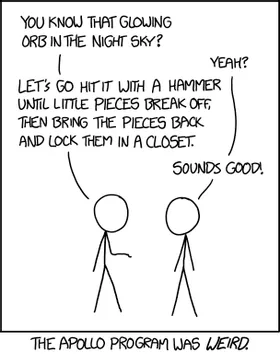 YOU KNOW THAT GLOWING
ORB IN THE NIGHT SKY?
YEAH?
LET'S GO HIT IT WITH A HAMMER
UNTIL LITTLE PIECES BREAK OFF,
THEN BRING THE PIECES BACK
AND LOCK THEM IN A CLOSET.
SOUNDS GOOD!
THE APOLLO PROGRAM WAS WEIRD.